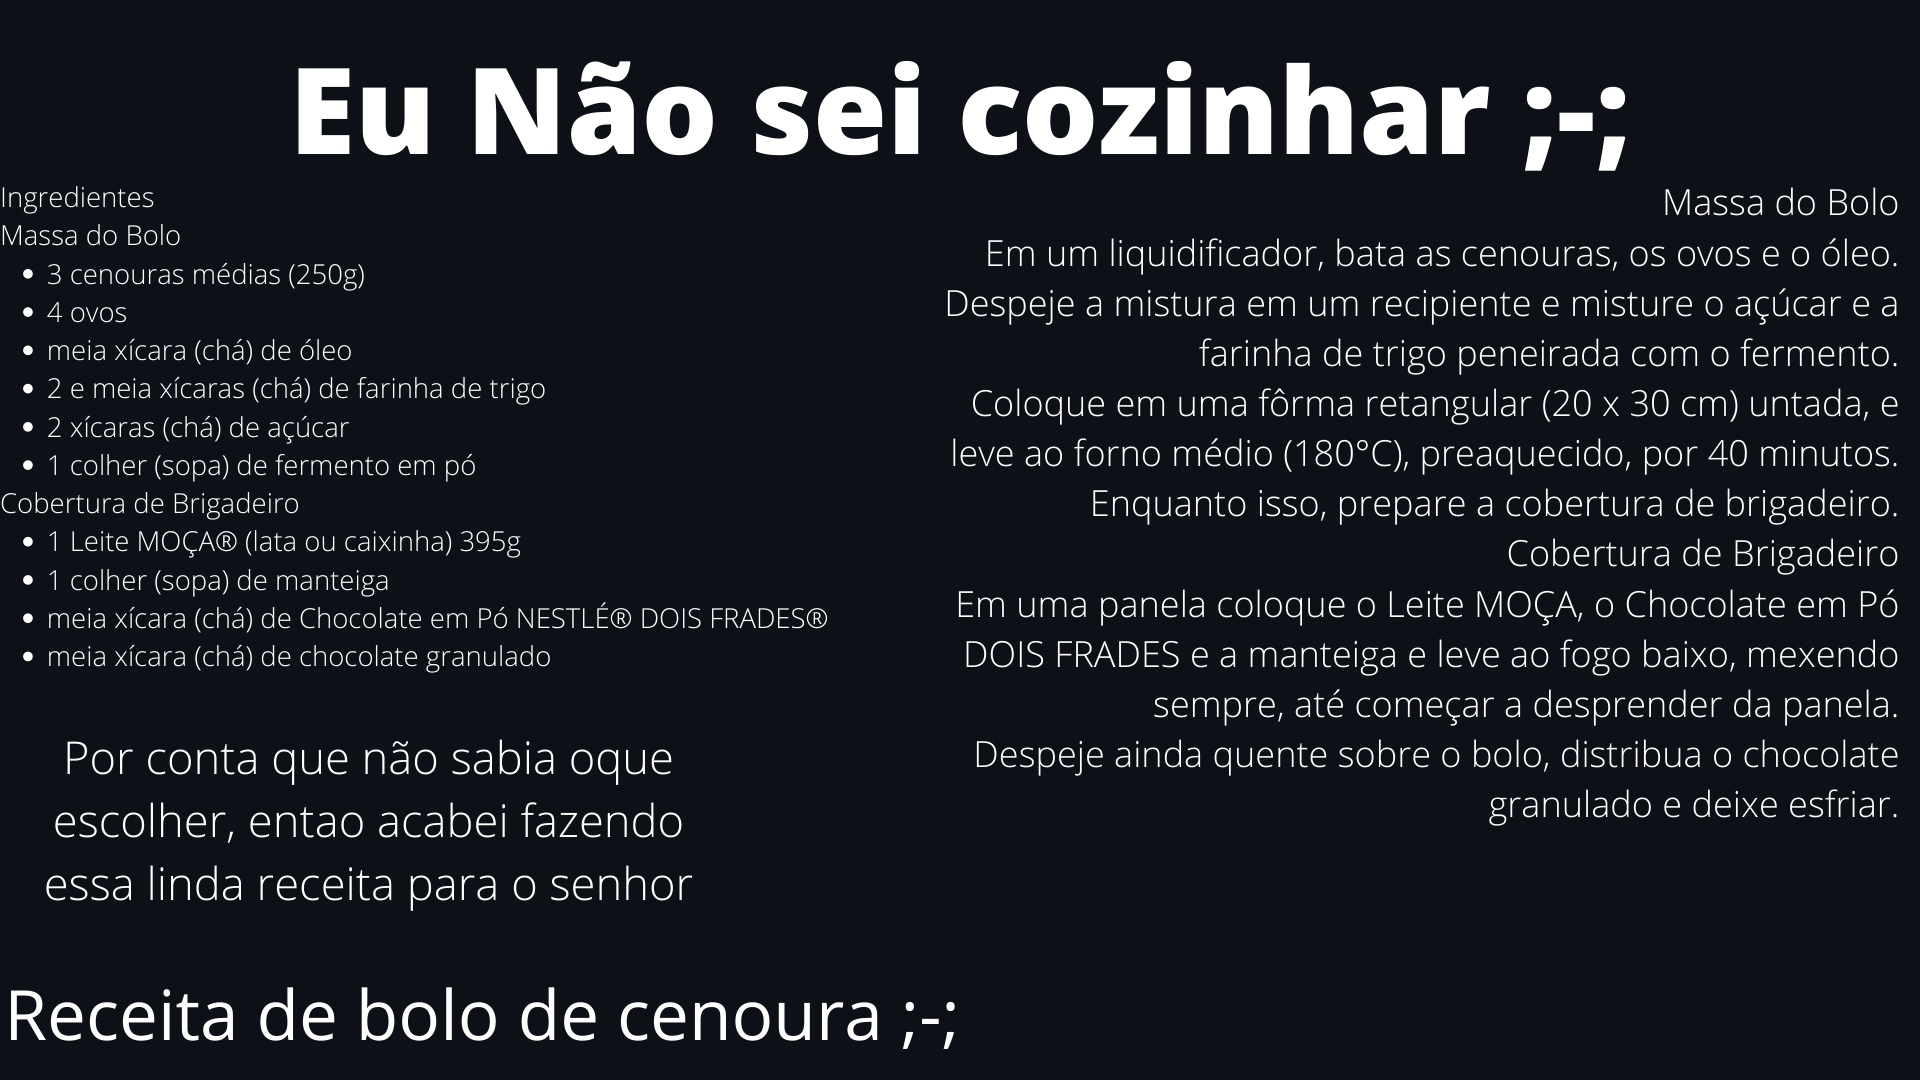 Eu Não sei cozinhar ;-;
Ingredientes
Massa do Bolo
3 cenouras médias (250g)
4 ovos
meia xícara (chá) de óleo
2 e meia xícaras (chá) de farinha de trigo
2 xícaras (chá) de açúcar
1 colher (sopa) de fermento em pó
Cobertura de Brigadeiro
1 Leite MOÇA® (lata ou caixinha) 395g
1 colher (sopa) de manteiga
meia xícara (chá) de Chocolate em Pó NESTLÉ® DOIS FRADES®
meia xícara (chá) de chocolate granulado
Massa do Bolo
Em um liquidificador, bata as cenouras, os ovos e o óleo.
Despeje a mistura em um recipiente e misture o açúcar e a
farinha de trigo peneirada com o fermento.
Coloque em uma fôrma retangular (20 x 30 cm) untada, e
leve ao forno médio (180°C), preaquecido, por 40 minutos.
Enquanto isso, prepare a cobertura de brigadeiro.
Cobertura de Brigadeiro
Em uma panela coloque o Leite MOÇA, o Chocolate em Pó
DOIS FRADES e a manteiga e leve ao fogo baixo, mexendo
sempre, até começar a desprender da panela.
Despeje ainda quente sobre o bolo, distribua o chocolate
granulado e deixe esfriar.
Por conta que não sabia oque
escolher, entao acabei fazendo
essa linda receita para o senhor
Receita de bolo de cenoura ;-;